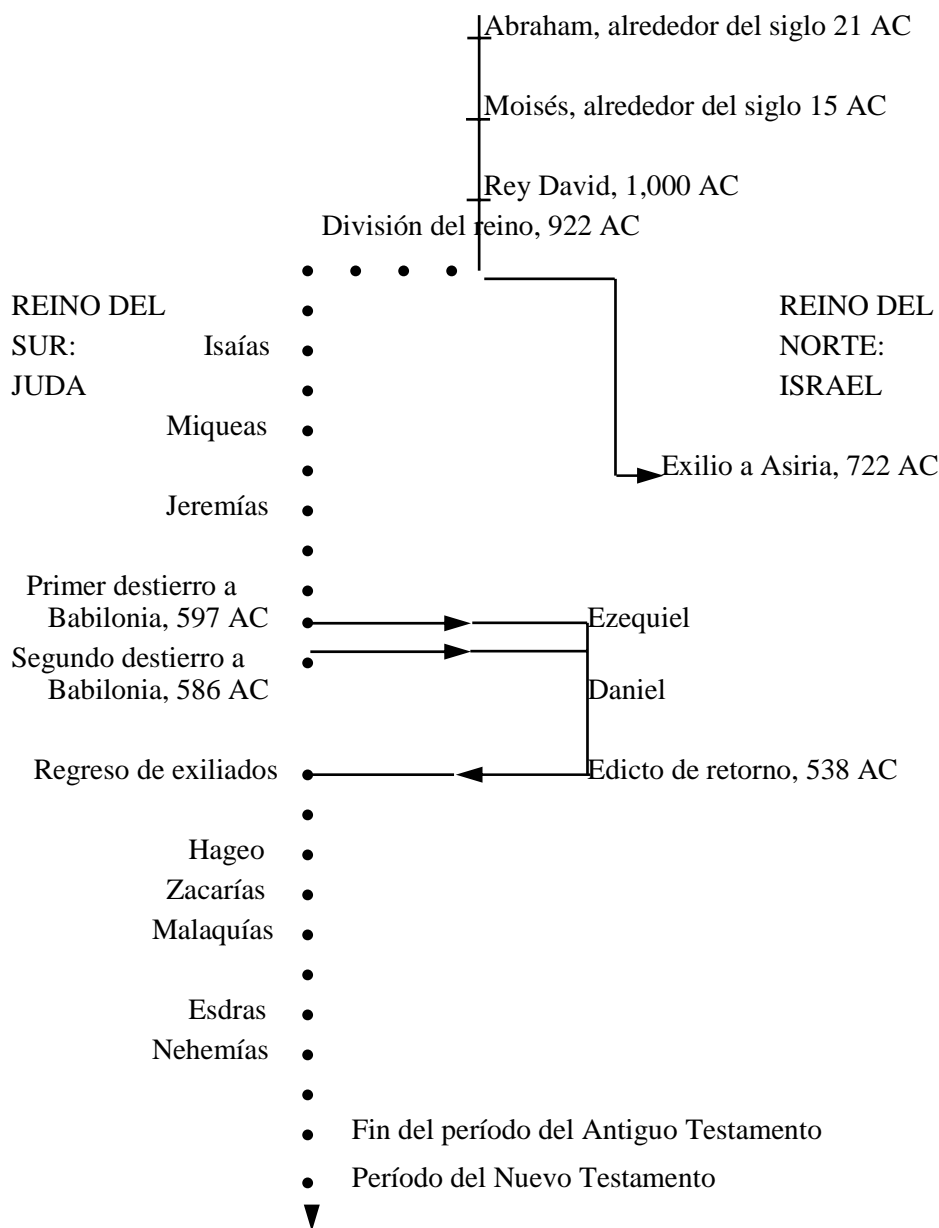 Abraham, alrededor del siglo 21 AC
Moisés, alrededor del siglo 15 AC
Rey David, 1,000 AC
División del reino, 922 AC
REINO DEL
SUR:
JUDA
REINO DEL
NORTE:
ISRAEL
Isaías
Miqueas
Exilio a Asiria, 722 AC
Jeremías
Primer destierro a
Babilonia, 597 AC
Ezequiel
Segundo destierro a
Babilonia, 586 AC
Daniel
Regreso de exiliados
Edicto de retorno, 538 AC
Hageo
Zacarías
Malaquías
Esdras
Nehemías
Fin del período del Antiguo Testamento
Período del Nuevo Testamento